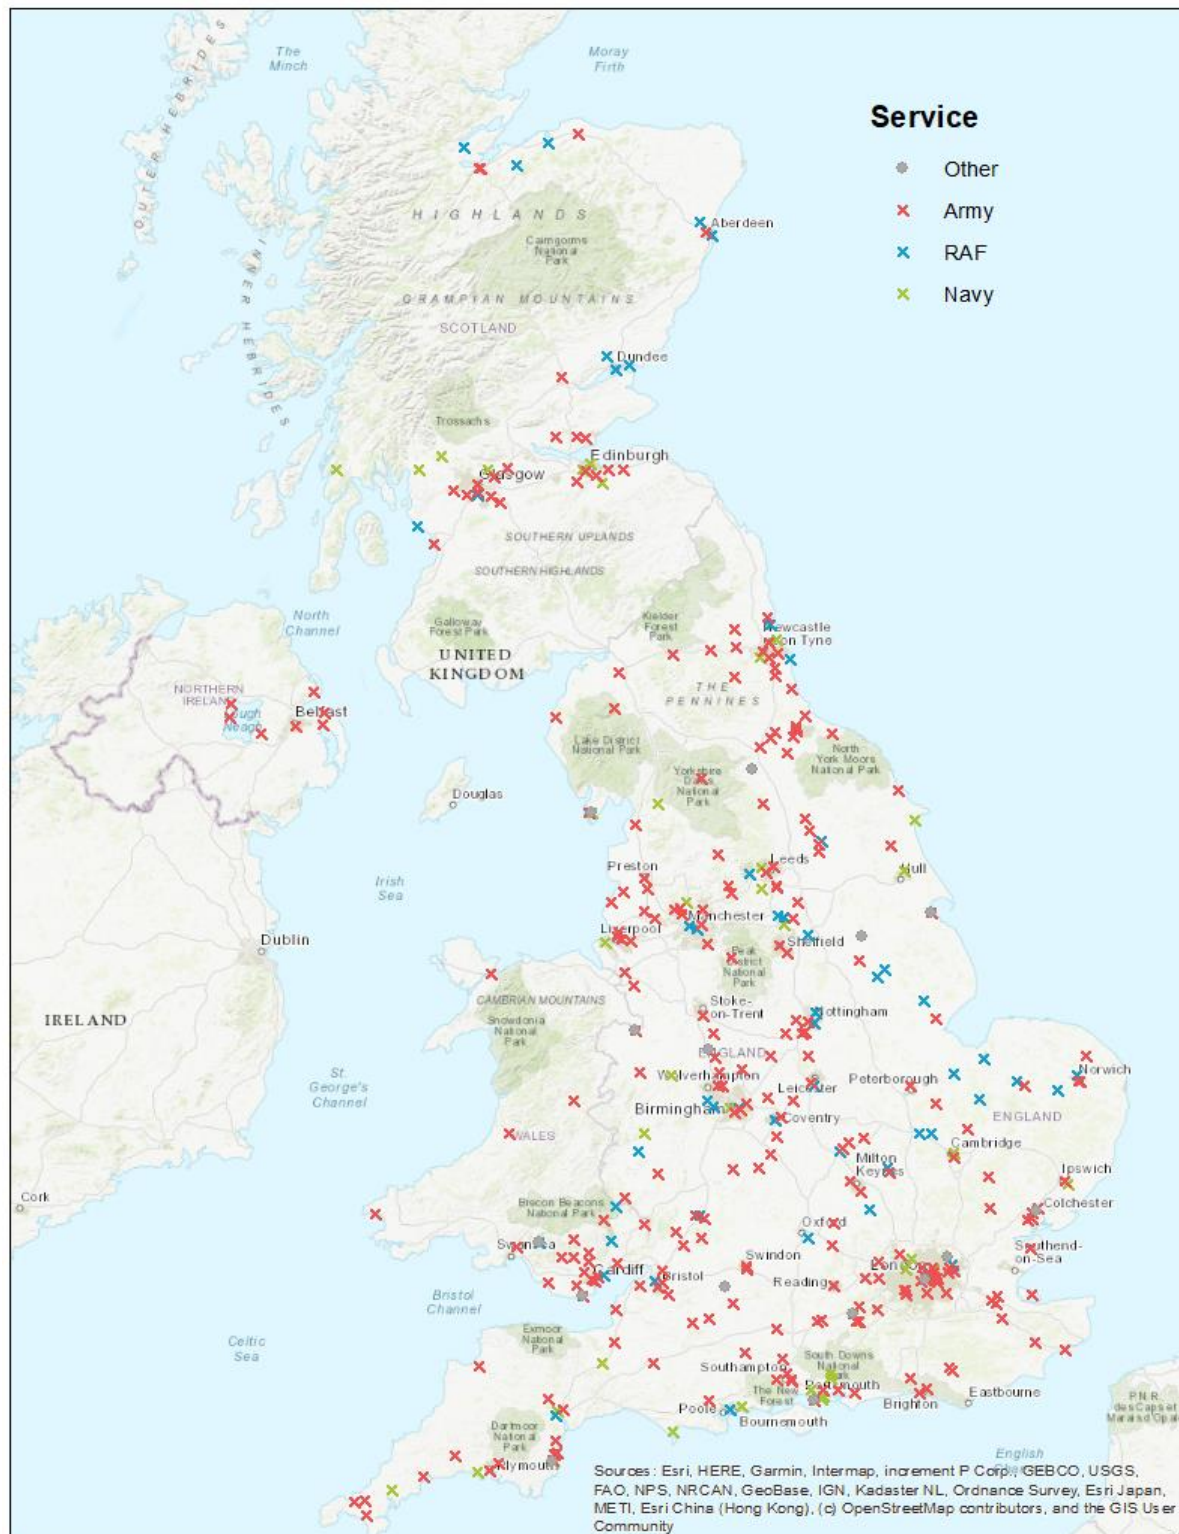 The
Minch
Moray
Firth
OUTER HEBRIDES
Service
Other
Army
RAF
Navy
HIGHLANDS
Aberdeen
Cairngorms
National
Park
GRAMPIAN MOUNTAINS
SCOTLAND
INNER HEBRIDES
Dundee
Trossachs
Edinburgh
Glasgow
SOUTHERN UPLANDS
SOUTHERN HIGHLANDS
North
Channel
Galloway
Forest Park
Kielder
Forest
Park
Newcastle
on Tyne
UNITED
KINGDOM
THE
PENNINES
NORTHERN
IRELAND
Lough
Neagh
Belfast
Lake District
National Park
North
York Moors
National Park
Yorkshire
Dales
National
Park
Douglas
Preston
Leeds
Hull
Irish
Sea
Manchester
Liverpool
Dublin
Peak
District
National
Park
Sheffield
CAMBRIAN MOUNTAINS
Snowdonia
National
Park
Stoke-
on-Trent
Nottingham
IRELAND
ENGLAND
St.
George's
Channel
Wolverhampton
Leicester
Peterborough
Norwich
Birmingham
Coventry
ENGLAND
WALES
Cambridge
Milton
Keynes
Ipswich
Cork
Brecon Beacons
National Park
Colchester
Oxford
Swansea
Swindon
Southend-
on-Sea
London
Cardiff
Bristol
Reading
Bristol
Channel
Exmoor
National
Park
Celtic
Sea
South Downs
National
Park
Southampton
Portsmouth
The New
Forest
Brighton
Eastbourne
Poole
Bournemouth
P.N.R.
des Caps et
Marais d'Opale
Dartmoor
National
Park
Plymouth
English
Sources: Esri, HERE, Garmin, Intermap, increment P Corp., GEBCO, USGS,
FAO, NPS, NRCAN, GeoBase, IGN, Kadaster NL, Ordnance Survey, Esri Japan,
METI, Esri China (Hong Kong), (c) OpenStreetMap contributors, and the GIS User
Community